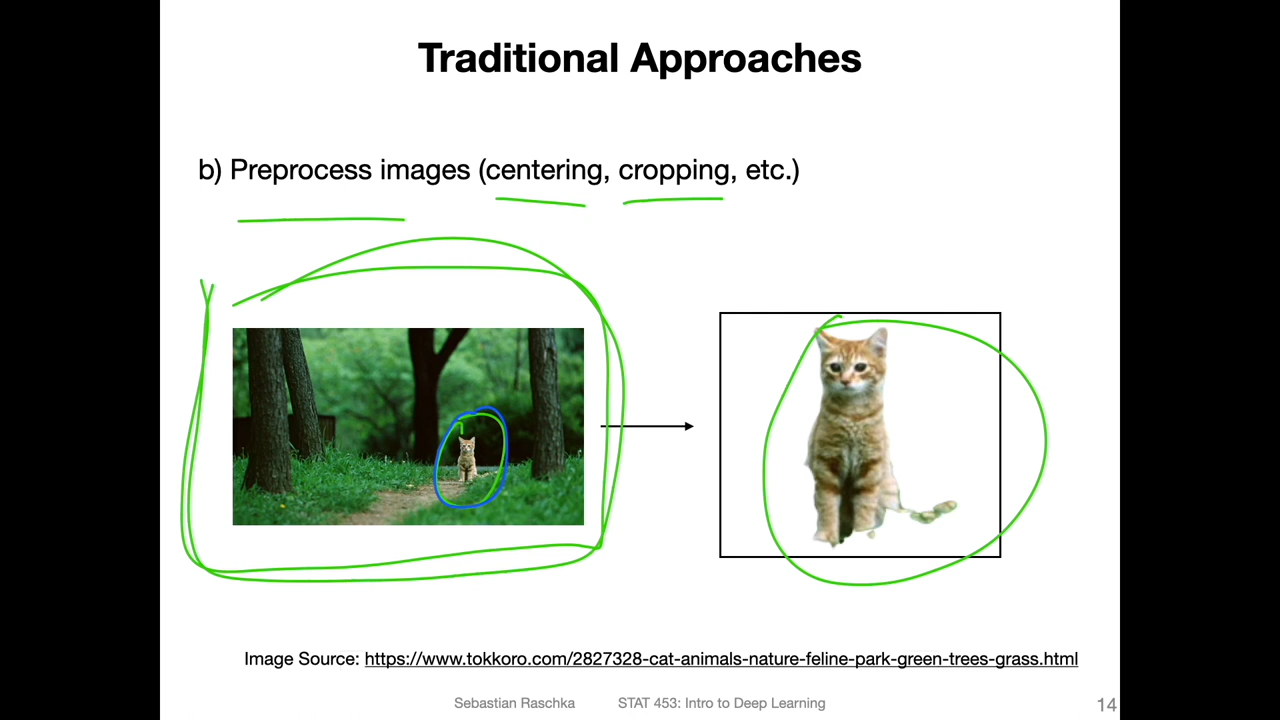 Traditional Approaches
b) Preprocess images (centering, cropping, etc.)
Image Source: https://www.tokkoro.com/2827328-cat-animals-nature-feline-park-green-trees-grass.html
Sebastian Raschka STAT 453: Intro to Deep Learning 14